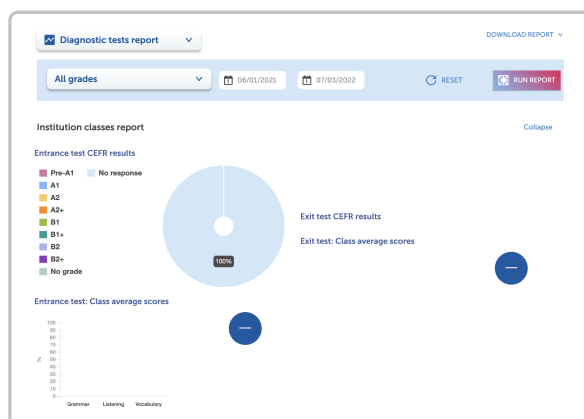 Diagnostic tests report
DOWNLOAD REPORT
All grades
06/01/2021
07/03/2022
RESET
RUN REPORT
Institution classes report
Collapse
Entrance test CEFR results
Pre-A1
No response
A1
A2
A2+
B1
B1+
B2
B2+
No grade
100%
Exit test CEFR results
Exit test: Class average scores
Entrance test: Class average scores
100
90
80
70
60
50
40
30
20
10
0
%
Grammar Listening Vocabulary